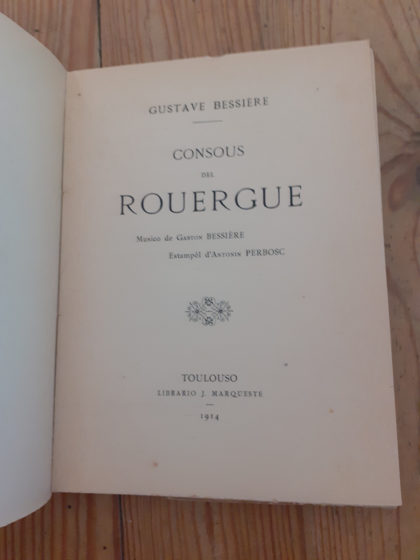 GUSTAVE BESSIÈRE
CONSOUS
DEL
ROUERGUE
Musico de GASTON BESSIÈRE
Estampèl d'ANTONIN PERBOSC
TOULOUSO
LIBRARIO J. MARQUESTE
1914